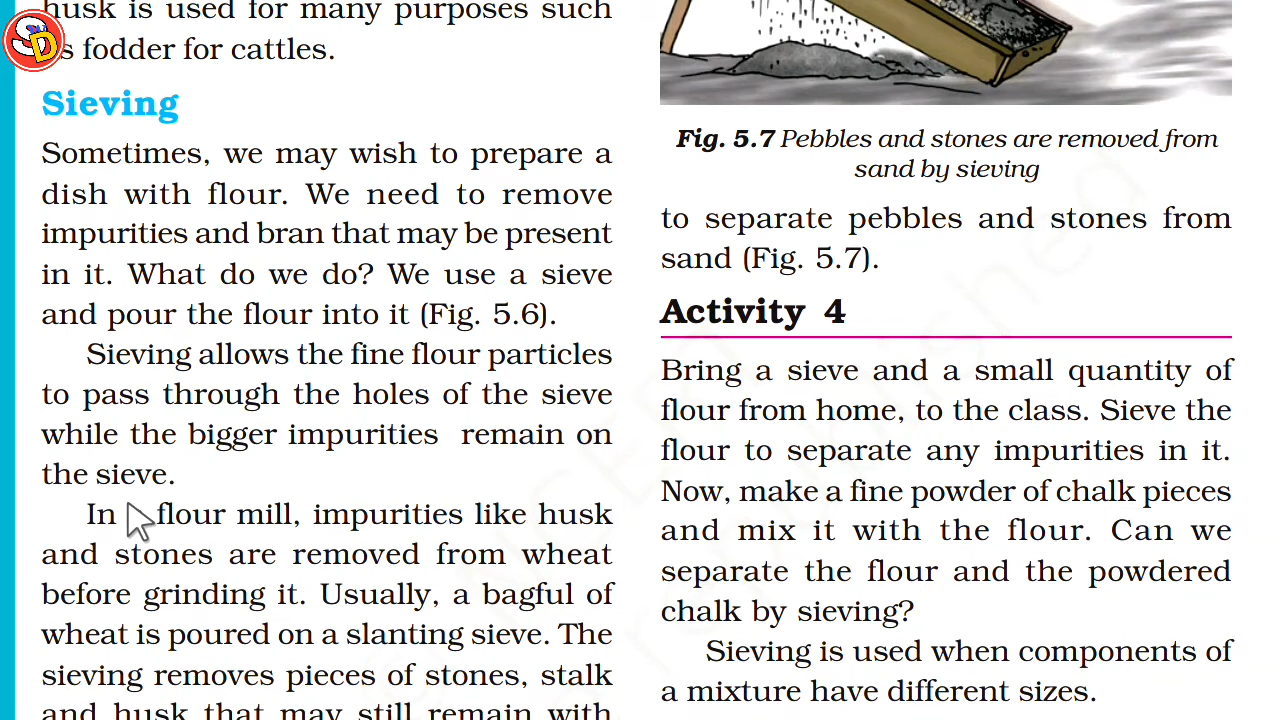 husk is used for many purposes such
as fodder for cattles.
Sieving
Sometimes, we may wish to prepare a
dish with flour. We need to remove
impurities and bran that may be present
in it. What do we do? We use a sieve
and pour the flour into it (Fig. 5.6).
Sieving allows the fine flour particles
to pass through the holes of the sieve
while the bigger impurities remain on
the sieve.
In flour mill, impurities like husk
and stones are removed from wheat
before grinding it. Usually, a bagful of
wheat is poured on a slanting sieve. The
sieving removes pieces of stones, stalk
and husk that may still remain with
Fig. 5.7 Pebbles and stones are removed from
sand by sieving
to separate pebbles and stones from
sand (Fig. 5.7).
Activity 4
Bring a sieve and a small quantity of
flour from home, to the class. Sieve the
flour to separate any impurities in it.
Now, make a fine powder of chalk pieces
and mix it with the flour. Can we
separate the flour and the powdered
chalk by sieving?
Sieving is used when components of
a mixture have different sizes.
SD